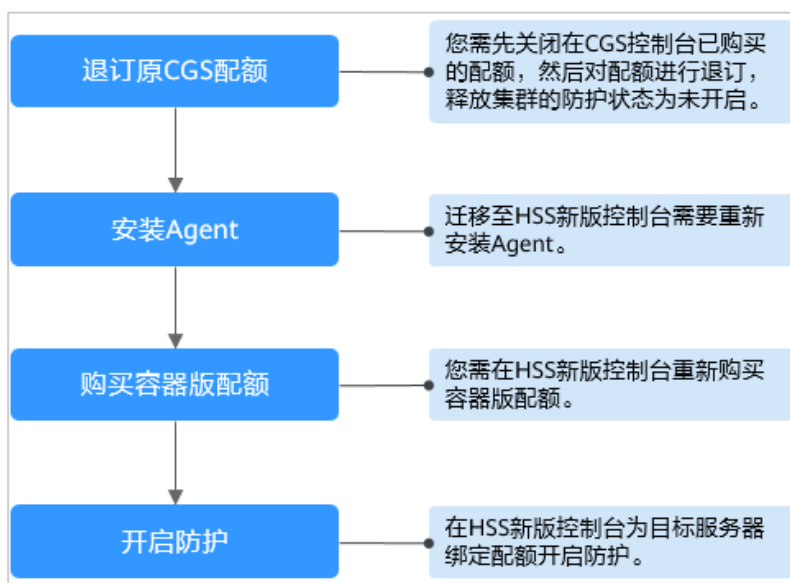 退订原CGS配额
您需先关闭在CGS控制台已购买
的配额，然后对配额进行退订，
释放集群的防护状态为未开启。
安装Agent
迁移至HSS新版控制台需要重新
安装Agent。
购买容器版配额
您需在HSS新版控制台重新购买
容器版配额。
开启防护
在HSS新版控制台为目标服务器
绑定配额开启防护。